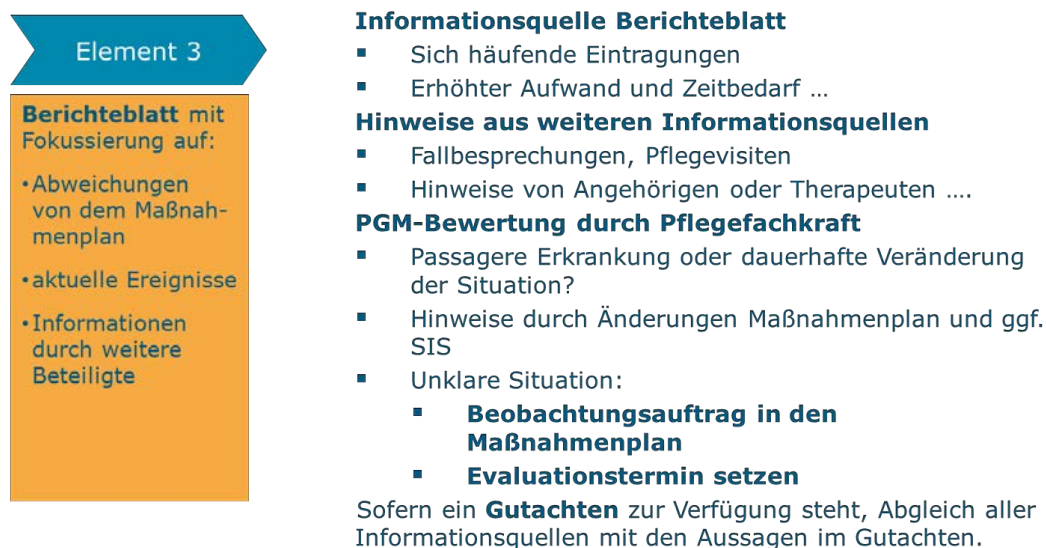 Element 3
Berichteblatt mit
Fokussierung auf:
•Abweichungen
von dem Maßnah-
menplan
•aktuelle Ereignisse
•Informationen
durch weitere
Beteiligte
Informationsquelle Berichteblatt
▪ Sich häufende Eintragungen
▪ Erhöhter Aufwand und Zeitbedarf ...
Hinweise aus weiteren Informationsquellen
▪ Fallbesprechungen, Pflegevisiten
▪ Hinweise von Angehörigen oder Therapeuten ....
PGM-Bewertung durch Pflegefachkraft
▪ Passagere Erkrankung oder dauerhafte Veränderung
der Situation?
▪ Hinweise durch Änderungen Maßnahmenplan und ggf.
SIS
▪ Unklare Situation:
▪ Beobachtungsauftrag in den
Maßnahmenplan
▪ Evaluationstermin setzen
Sofern ein Gutachten zur Verfügung steht, Abgleich aller
Informationsquellen mit den Aussagen im Gutachten.